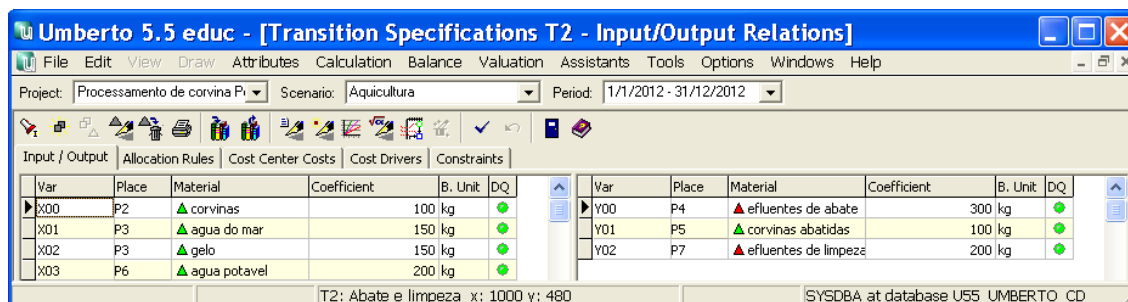 Umberto 5.5 educ - [Transition Specifications T2 - Input/Output Relations]
File Edit View Draw Attributes Calculation Balance Valuation Assistants Tools Options Windows Help
Project: Processamento de corvina Scenario: Aquicultura Period: 1/1/2012 - 31/12/2012
Input / Output Allocation Rules Cost Center Costs Cost Drivers Constraints
Var Place Material Coefficient B. Unit DQ Var Place Material Coefficient B. Unit DQ
X00 P2 corvinas 100 kg Y00 P4 efluentes de abate 300 kg
X01 P3 agua do mar 150 kg Y01 P5 corvinas abatidas 100 kg
X02 P3 gelo 150 kg Y02 P7 efluentes de limpeza 200 kg
X03 P6 agua potavel 200 kg
T2: Abate e limpeza x: 1000 y: 480 SYSDBA at database U55_UMBERTO_CD